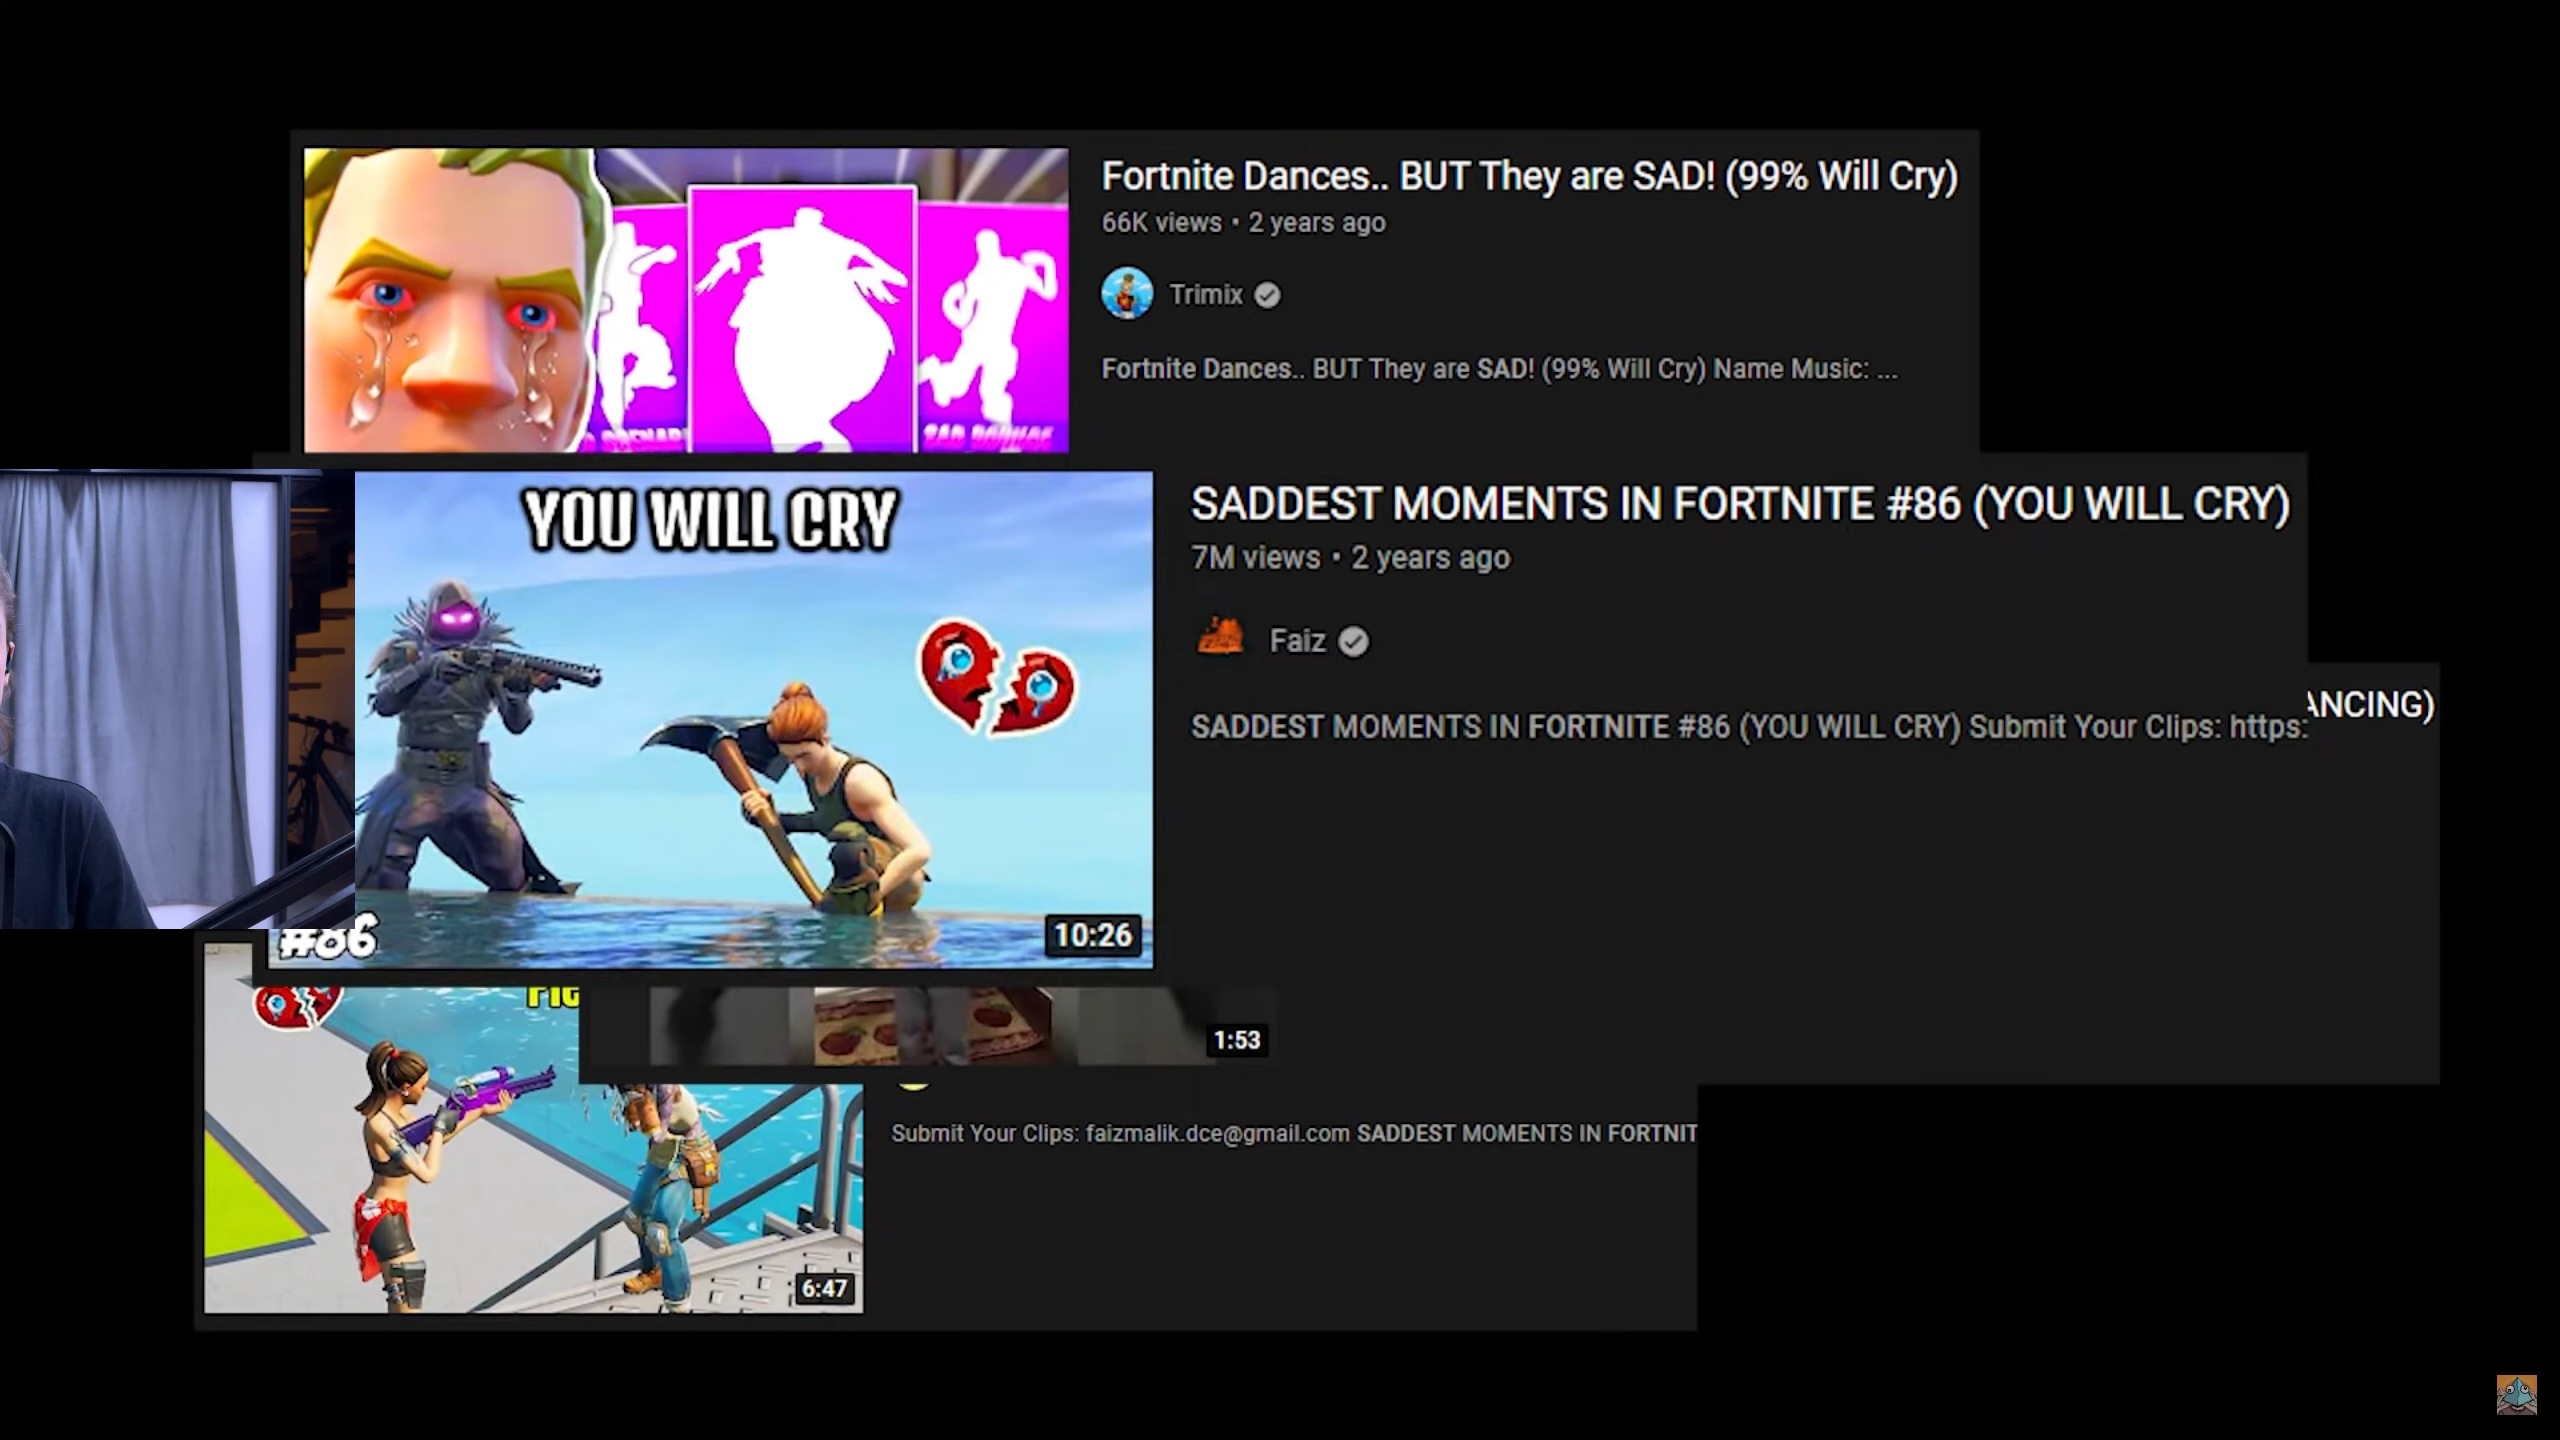 Fortnite Dances.. BUT They are SAD! (99% Will Cry)
66K views • 2 years ago
Trimix
Fortnite Dances.. BUT They are SAD! (99% Will Cry) Name Music: ...
YOU WILL CRY
SADDEST MOMENTS IN FORTNITE #86 (YOU WILL CRY)
7M views • 2 years ago
Faiz
ANCING)
SADDEST MOMENTS IN FORTNITE #86 (YOU WILL CRY) Submit Your Clips: https:
#86
10:26
1:53
Submit Your Clips: faizmalik.dce@gmail.com SADDEST MOMENTS IN FORTNIT
6:47